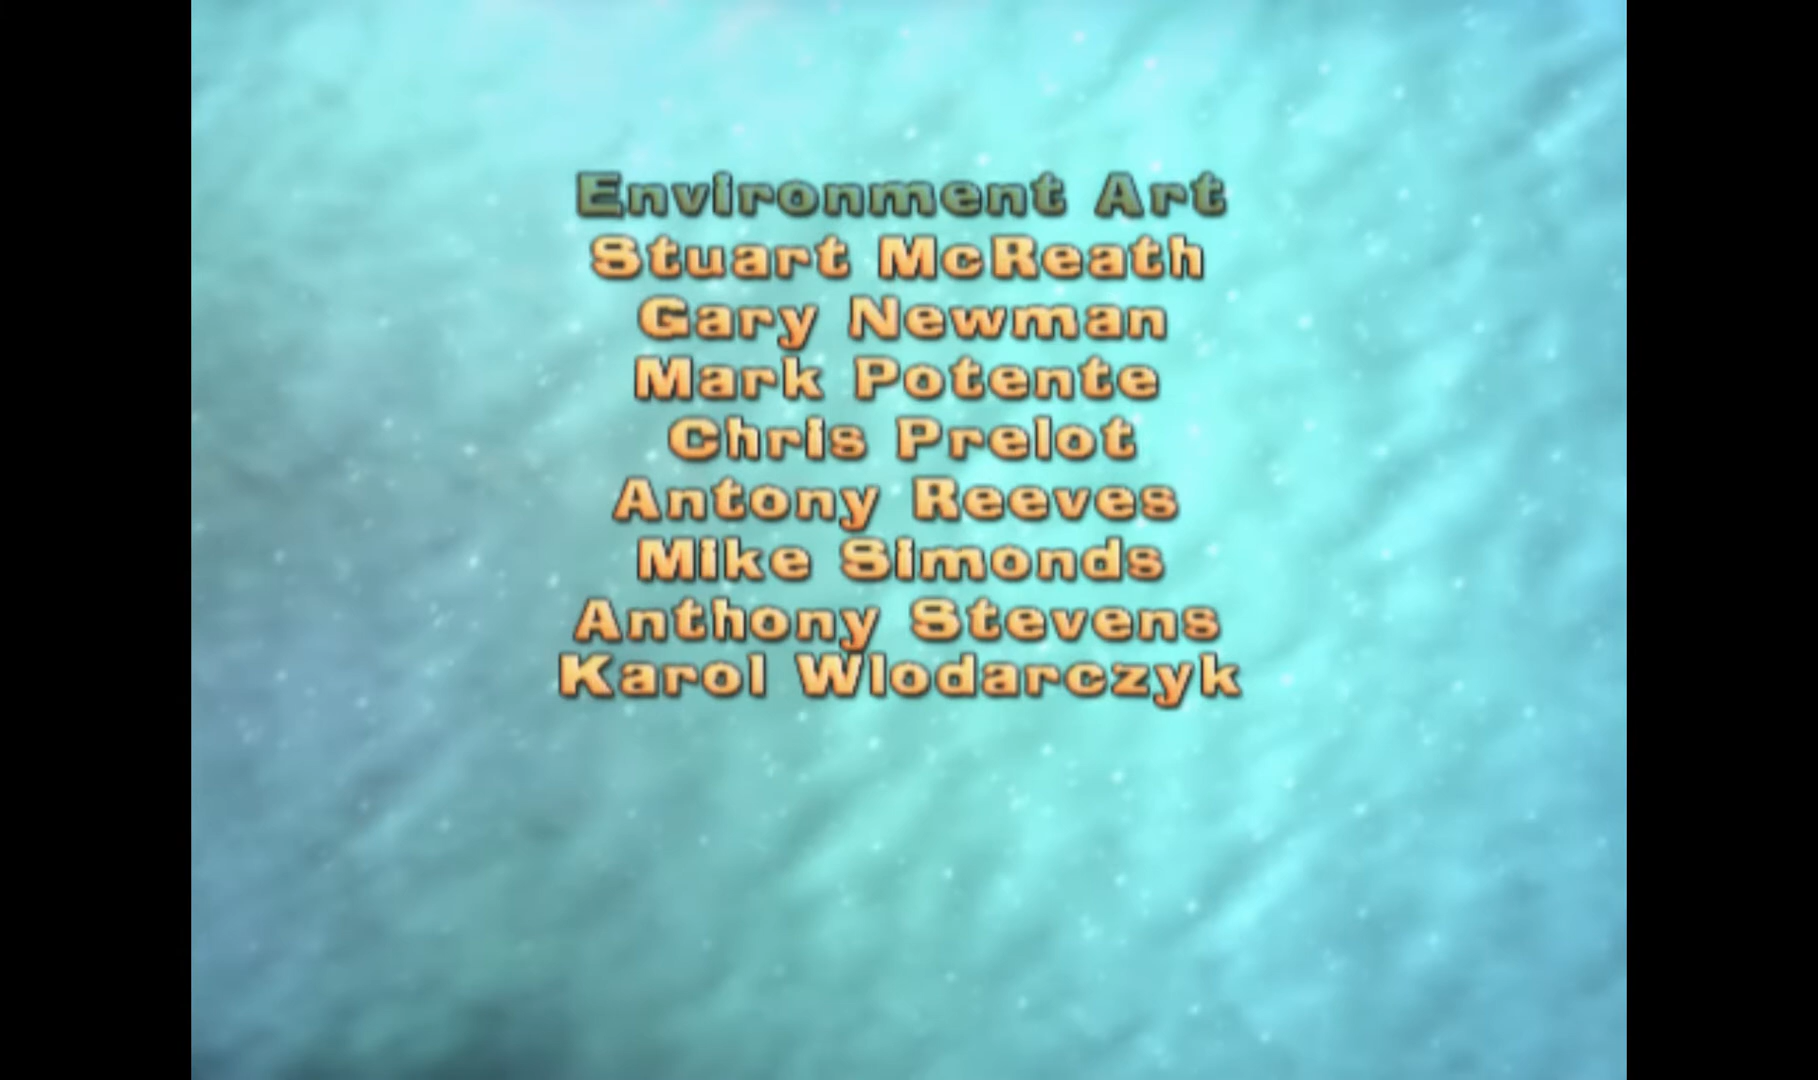 Environment Art
Stuart McReath
Gary Newman
Mark Potente
Chris Prelot
Antony Reeves
Mike Simonds
Anthony Stevens
Karol Wlodarczyk